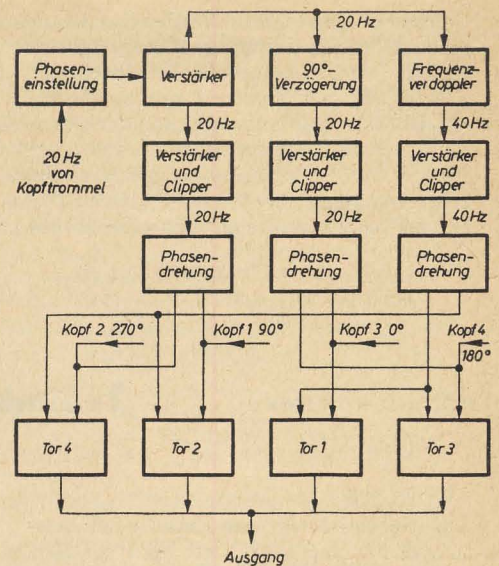 20 Hz
Phasen-
einstellung
Verstärker
90°-
Verzögerung
Frequenz-
verdoppler
20 Hz
20 Hz
40 Hz
20 Hz
von
Kopftrommel
Verstärker
und
Clipper
Verstärker
und
Clipper
Verstärker
und
Clipper
20 Hz
20 Hz
40 Hz
Phasen-
drehung
Phasen-
drehung
Phasen-
drehung
Kopf 2 270°
Kopf 1 90°
Kopf 3 0°
Kopf 4
180°
Tor 4
Tor 2
Tor 1
Tor 3
Ausgang